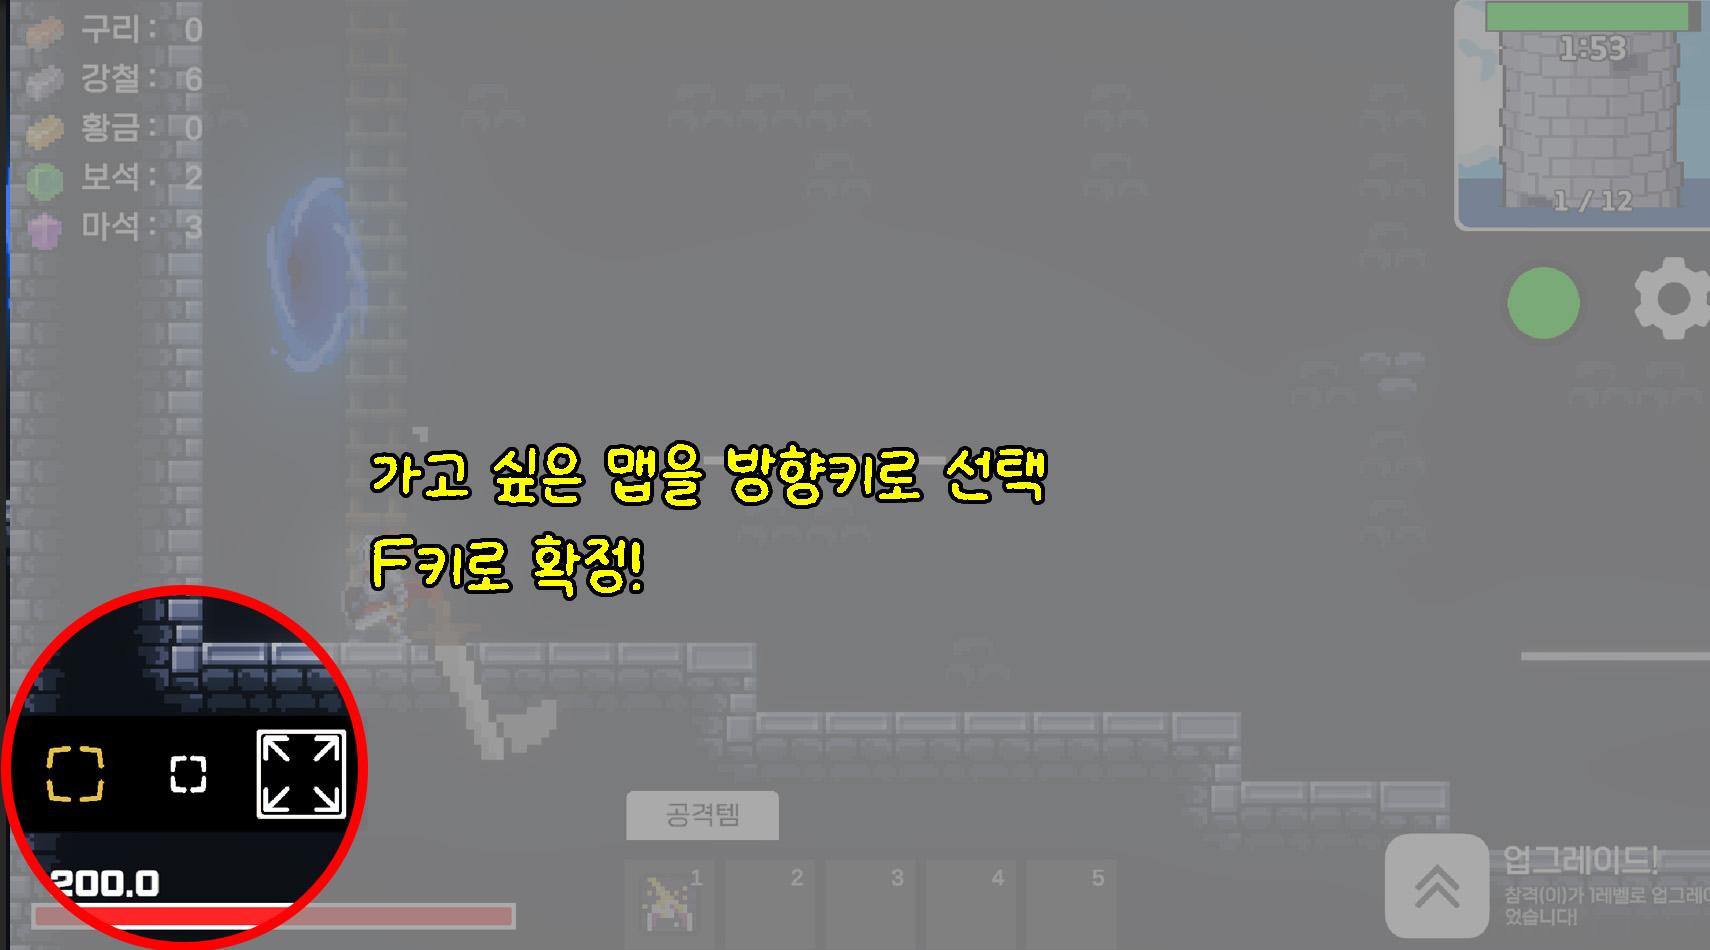 구리 : 0
강철 : 6
황금 : 0
보석 : 2
마석 : 3
1:53
1 / 12
가고 싶은 맵을 방향키로 선택
F키로 확정!
200.0
공격템
1 2 3 4 5
업그레이드!
참격(이)가 1레벨로 업그레이
었습니다!